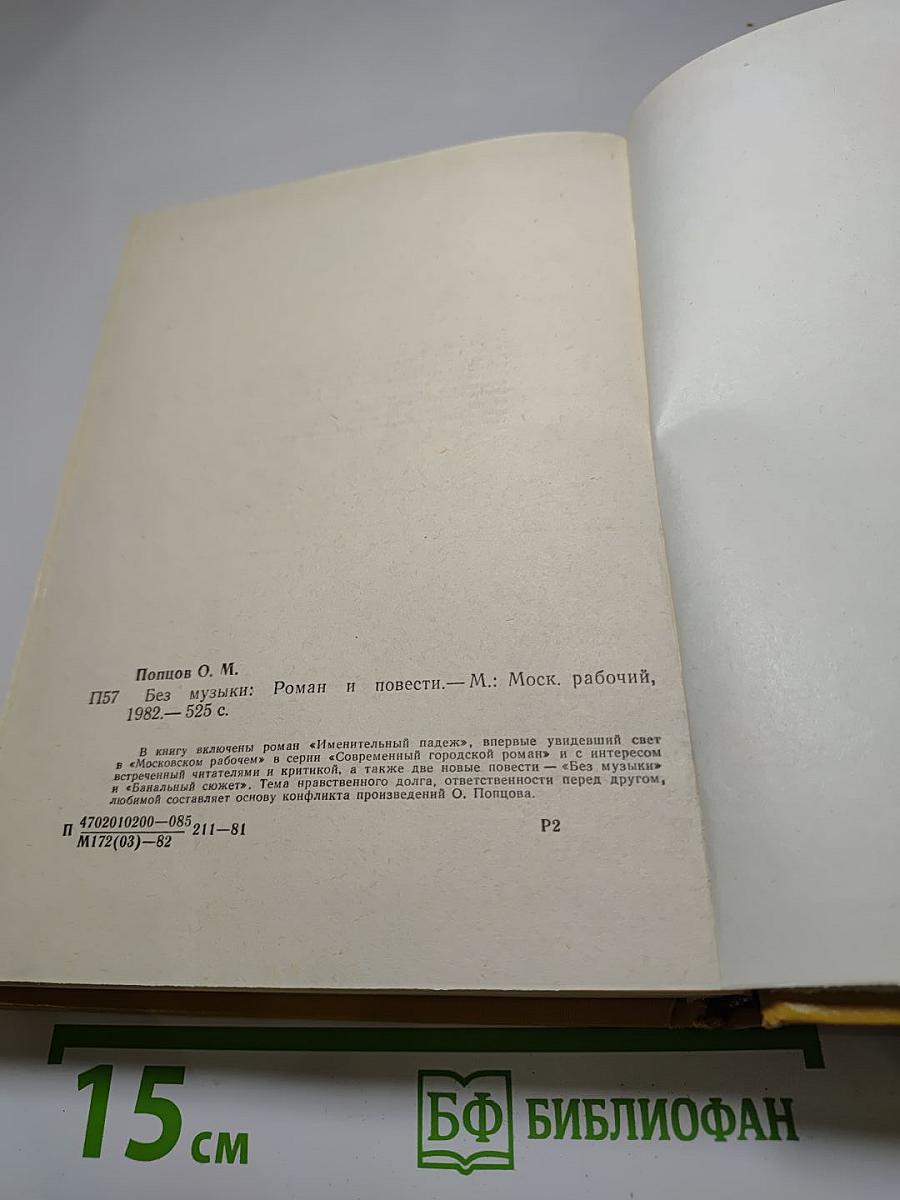 Попцов О. М.
П57 Без музыки: Роман и повести.— М.: Моск. рабочий,
1982.— 525 с.
В книгу включены роман «Именительный падеж», впервые увидевший свет
в «Московском рабочем» в серии «Современный городской роман» и с интересом
встреченный читателями и критикой, а также две новые повести — «Без музыки»
и «Банальный сюжет». Тема нравственного долга, ответственности перед другом,
любимой составляет основу конфликта произведений О. Попцова.
П 4702010200—085 211—81 Р2
М172(03)—82
15 см БФ БИБЛИОФАН